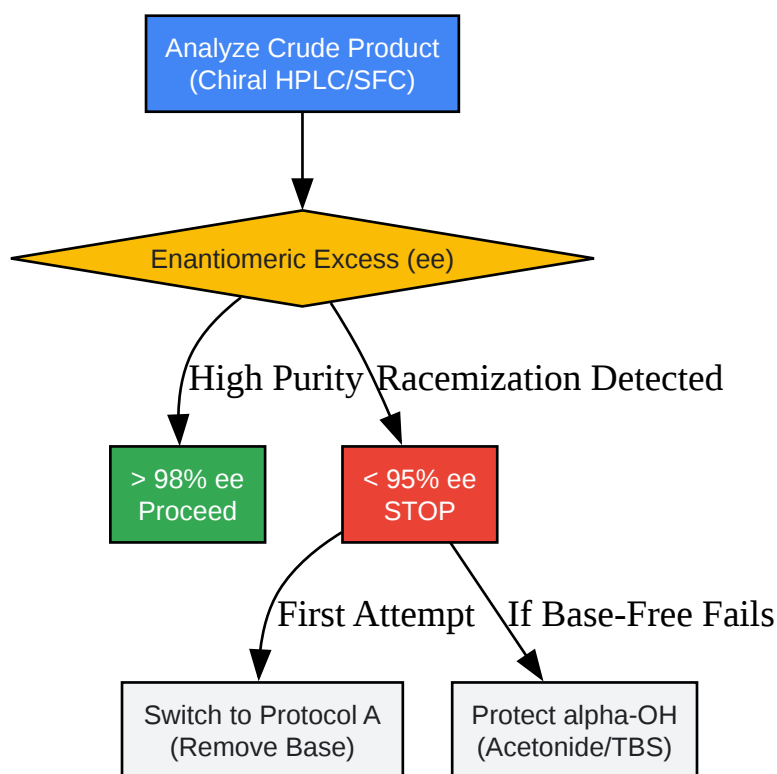 Analyze Crude Product
(Chiral HPLC/SFC)
Enantiomeric Excess (ee)
High Purity
Racemization Detected
> 98% ee
Proceed
< 95% ee
STOP
First Attempt
If Base-Free Fails
Switch to Protocol A
(Remove Base)
Protect alpha-OH
(Acetonide/TBS)